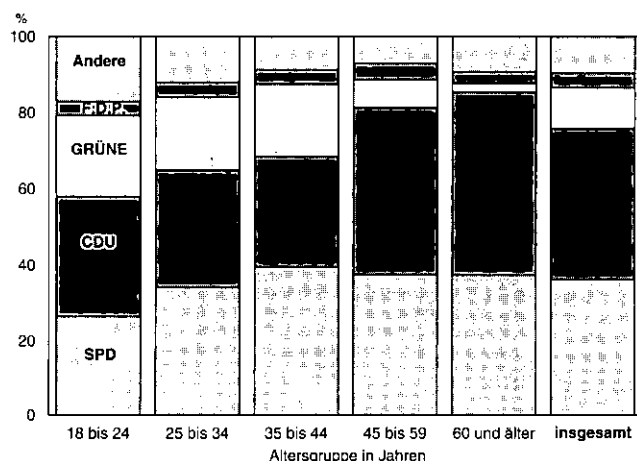 %
100
80
60
40
20
0
Andere
F.D.P.
GRÜNE
CDU
SPD
18 bis 24 25 bis 34 35 bis 44 45 bis 59 60 und älter insgesamt
Altersgruppe in Jahren